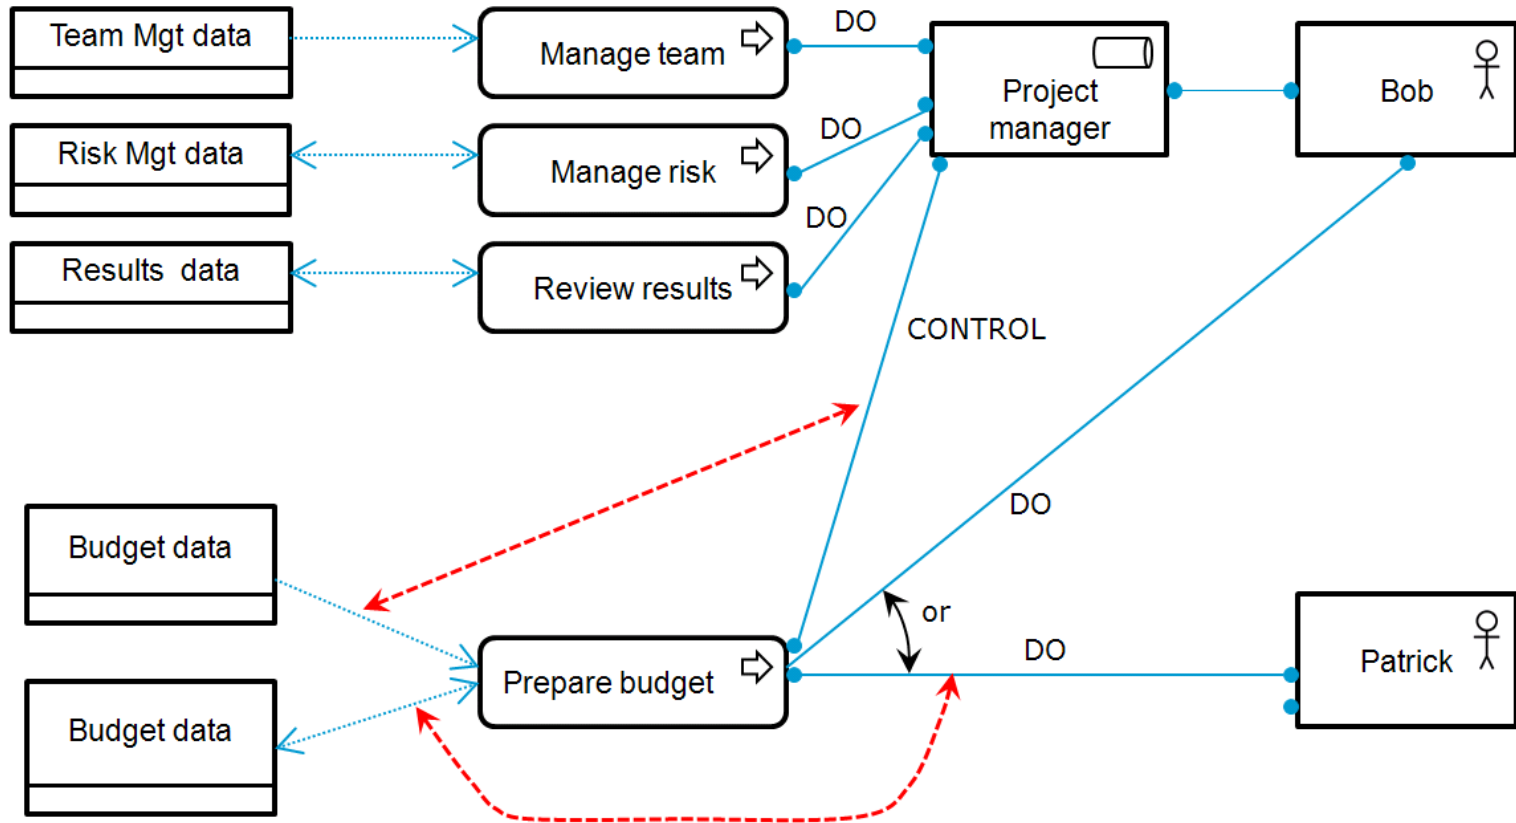 Team Mgt data
Manage team
DO
Project
manager
Bob
Risk Mgt data
Manage risk
DO
Results  data
Review results
DO
CONTROL
DO
Budget data
Prepare budget
or
DO
Patrick
Budget data